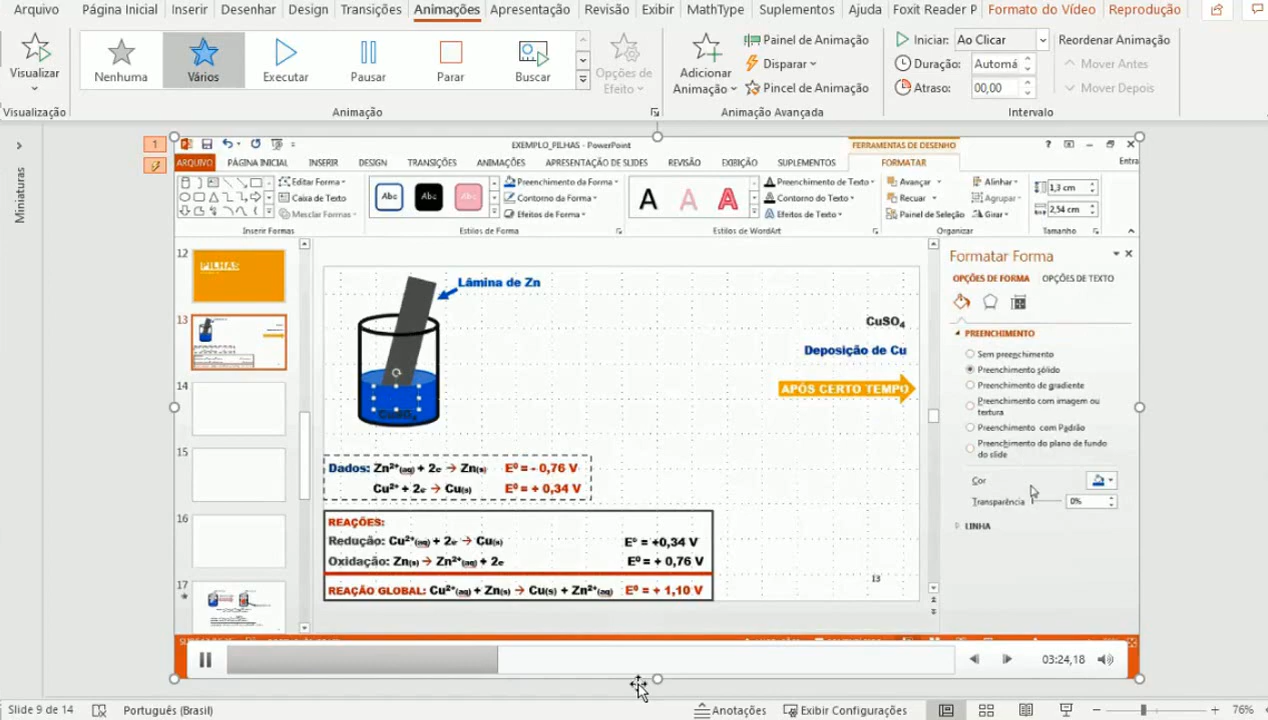 Arquivo Página Inicial Inserir Desenhar Design Transições Animações Apresentação Revisão Exibir MathType Suplementos Ajuda Foxit Reader P Formato do Vídeo Reprodução
Visualizar
Nenhuma Vários Executar Pausar Parar Buscar
Opções de Efeito
Adicionar Animação
Painel de Animação
Disparar
Pincel de Animação
Iniciar: Ao Clicar
Duração: Automá
Atraso: 00,00
Reordenar Animação
Mover Antes
Mover Depois
Visualização Animação Animação Avançada Intervalo
Miniaturas
1
EXEMPLO_PILHAS - PowerPoint
FERRAMENTAS DE DESENHO
ARQUIVO PÁGINA INICIAL INSERIR DESIGN TRANSIÇÕES ANIMAÇÕES APRESENTAÇÃO DE SLIDES REVISÃO EXIBIÇÃO SUPLEMENTOS FORMATAR Entra
Editar Forma
Caixa de Texto
Mesclar Formas
Abc Abc Abc
Preenchimento da Forma
Contorno da Forma
Efeitos de Forma
A A A
Preenchimento de Texto
Contorno do Texto
Efeitos de Texto
Avançar
Recuar
Painel de Seleção
Alinhar
Agrupar
Girar
1,3 cm
2,54 cm
Inserir Formas Estilos de Forma Estilos de WordArt Organizar Tamanho
12
PILHAS
13
14
15
16
17
Lâmina de Zn
CuSO₄
CuSO₄
Deposição de Cu
APÓS CERTO TEMPO
Dados: Zn²⁺(aq) + 2e → Zn(s) E⁰ = - 0,76 V
Cu²⁺ + 2e → Cu(s) E⁰ = + 0,34 V
REAÇÕES:
Redução: Cu²⁺(aq) + 2e → Cu(s) E° = +0,34 V
Oxidação: Zn(s) → Zn²⁺(aq) + 2e E⁰ = + 0,76 V
REAÇÃO GLOBAL: Cu²⁺(aq) + Zn(s) → Cu(s) + Zn²⁺(aq) E⁰ = + 1,10 V
13
Formatar Forma
OPÇÕES DE FORMA OPÇÕES DE TEXTO
PREENCHIMENTO
Sem preenchimento
Preenchimento sólido
Preenchimento de gradiente
Preenchimento com imagem ou
textura
Preenchimento com Padrão
Preenchimento do plano de fundo
do slide
Cor
Transparência 0%
LINHA
03:24,18
Slide 9 de 14 Português (Brasil) Anotações Exibir Configurações 76%